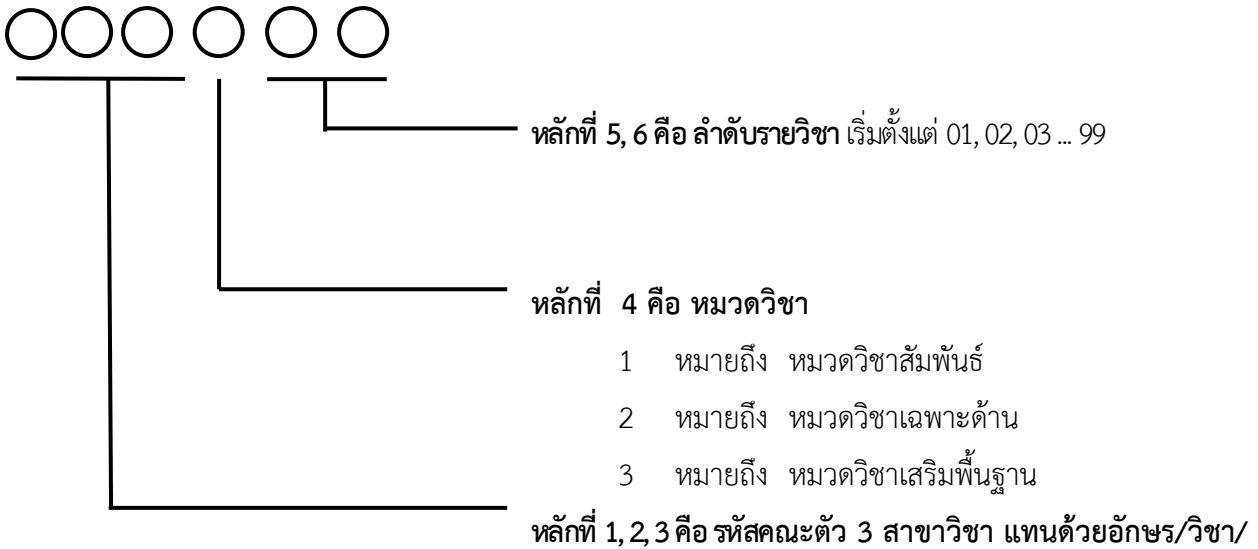 หลักที่ 5, 6 คือ ลำดับรายวิชา เริ่มตั้งแต่ 01, 02, 03 ... 99
หลักที่ 4 คือ หมวดวิชา
1 หมายถึง หมวดวิชาสัมพันธ์
2 หมายถึง หมวดวิชาเฉพาะด้าน
3 หมายถึง หมวดวิชาเสริมพื้นฐาน
หลักที่ 1, 2, 3 คือ รหัสคณะตัว 3 สาขาวิชา แทนด้วยอักษร/วิชา/